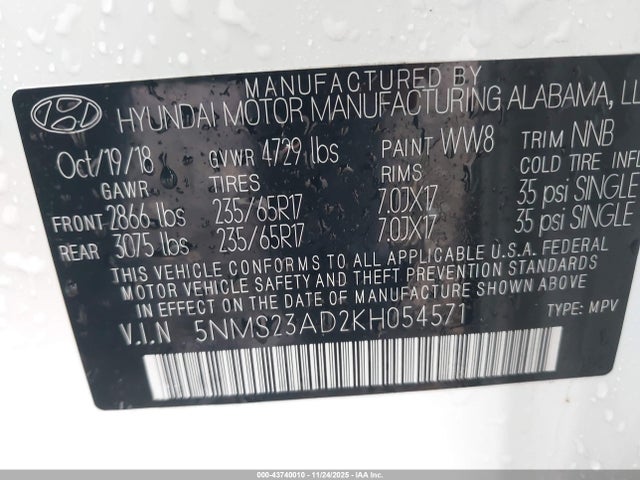 MANUFACTURED BY
HYUNDAI MOTOR MANUFACTURING ALABAMA, LL
Oct/19/18 GVWR 4729 lbs PAINT WW8 TRIM NNB
GAWR TIRES RIMS COLD TIRE INF
FRONT 2866 lbs 235/65R17 7.0JX17 35 psi SINGLE
REAR 3075 lbs 235/65R17 7.0JX17 35 psi SINGLE
THIS VEHICLE CONFORMS TO ALL APPLICABLE U.S.A. FEDERAL
MOTOR VEHICLE SAFETY AND THEFT PREVENTION STANDARDS
IN EFFECT ON THE DATE OF MANUFACTURE SHOWN ABOVE.
V.I.N 5NMS23AD2KH054571 TYPE: MPV
000-43740010 - 11/24/2025 - IAAI.COM